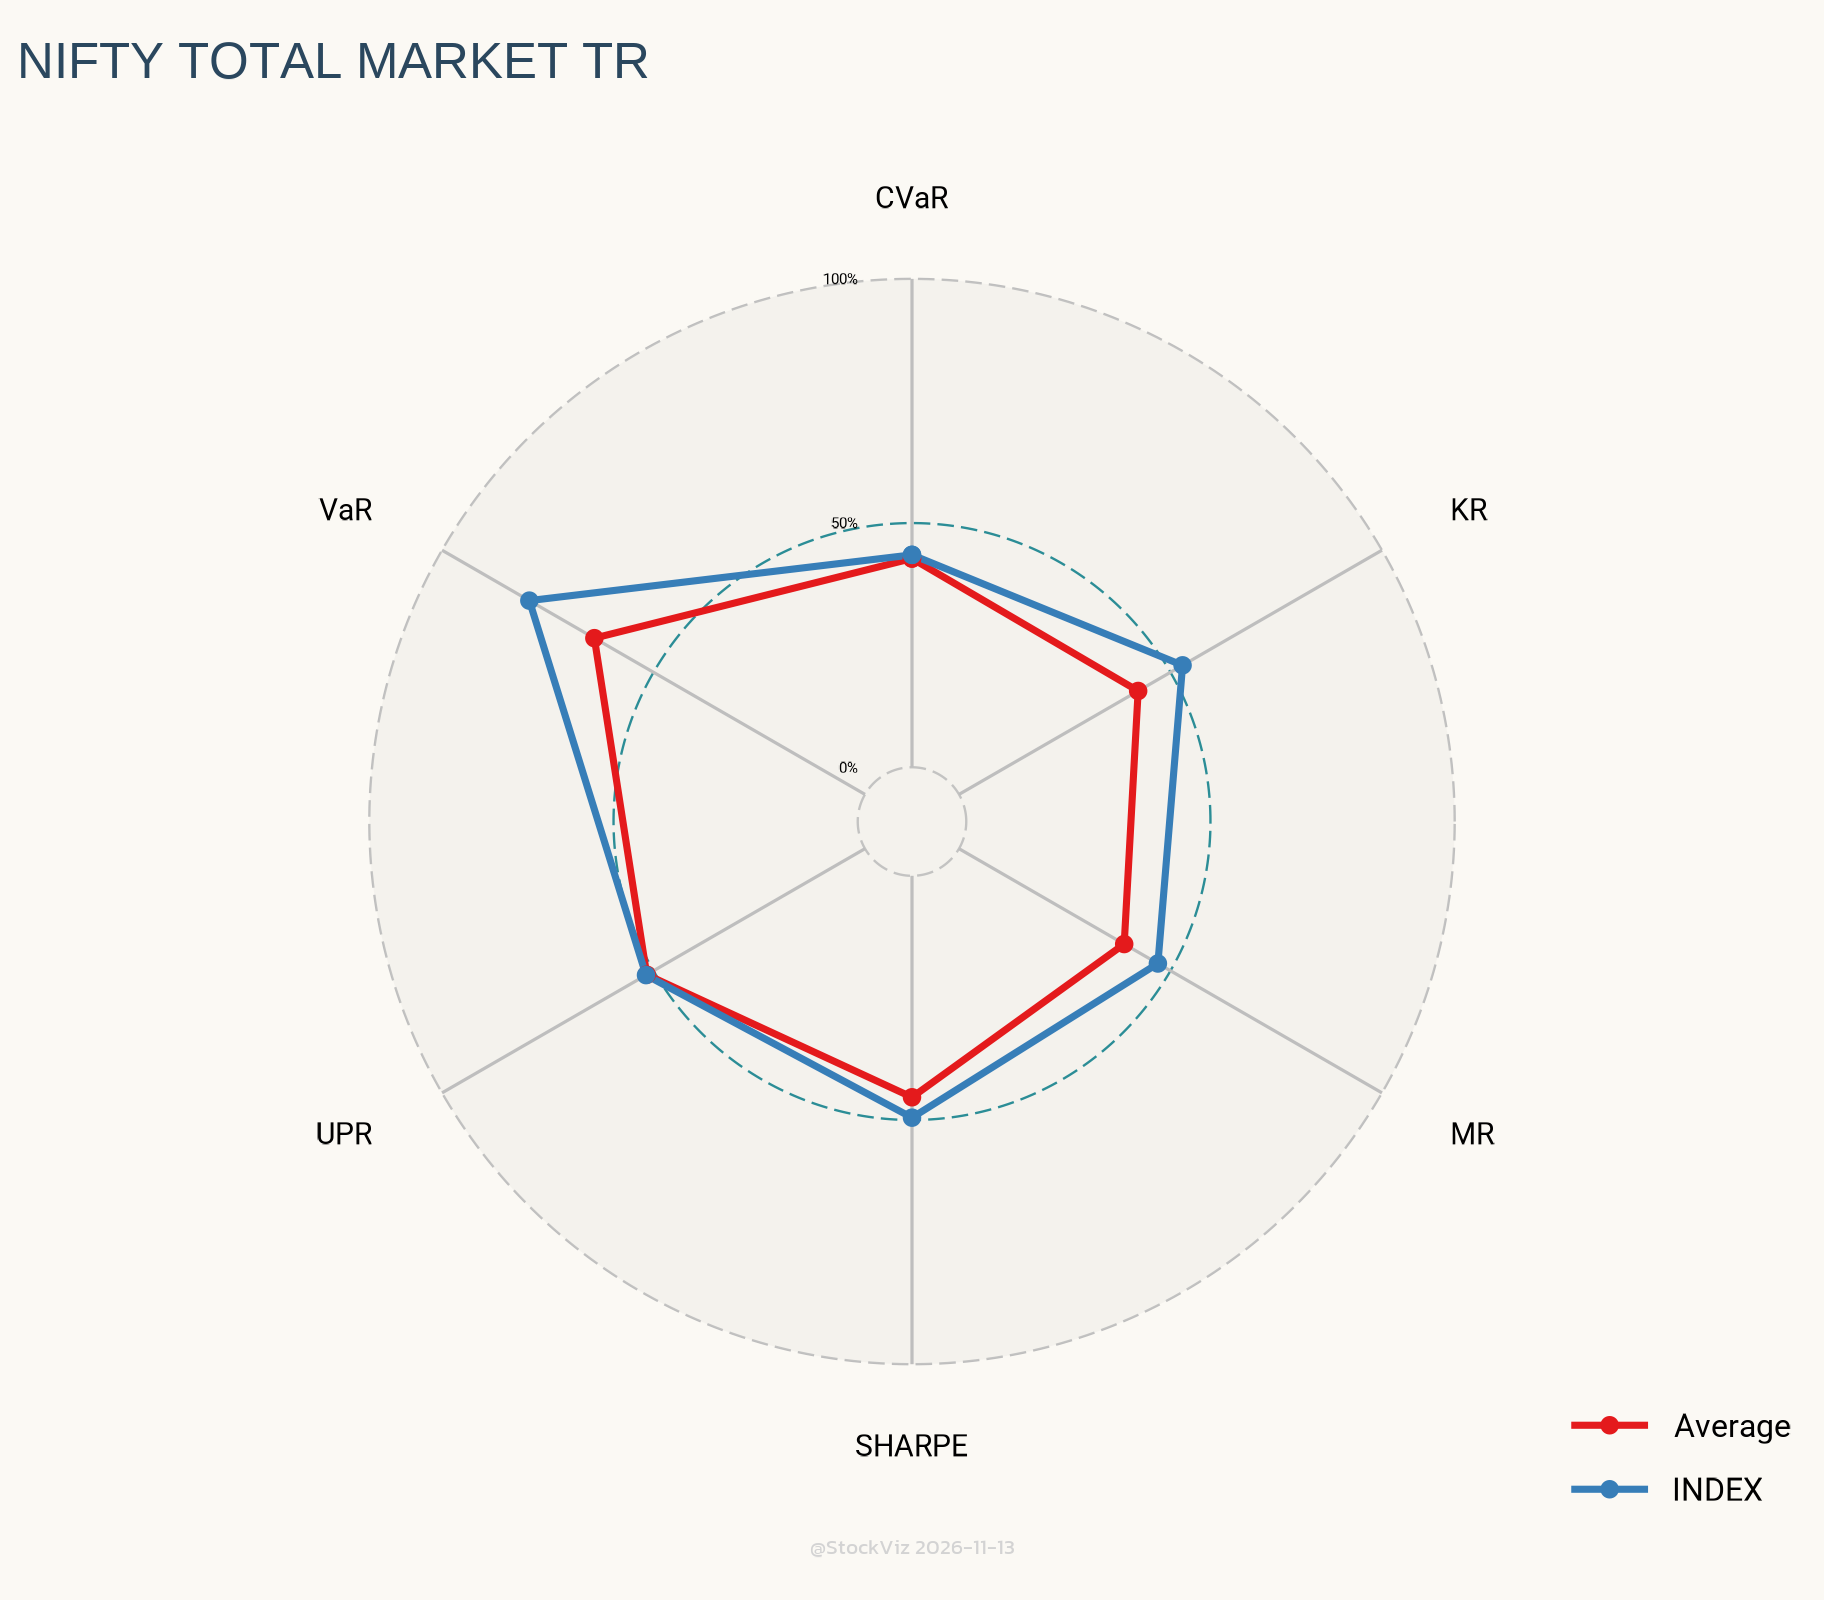 NIFTY TOTAL MARKET TR
CVaR
100%
VaR
KR
50%
0%
UPR
MR
SHARPE
Average
INDEX
@StockViz 2026-11-13